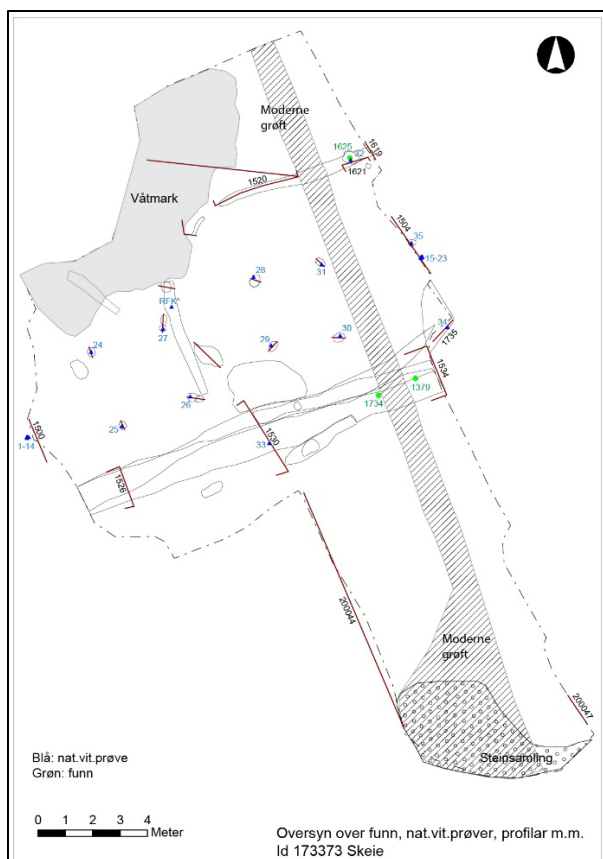 Moderne
grøft
1619
1625
22
1621
1520
Våtmark
1504
35
15-23
31
28
RFK*
34
1735
30
27
29
24
1534
1379
1734
26
25
1500
1-14
1530
33
1526
200044
Moderne
grøft
200047
Steinsamling
Blå: nat.vit.prøve
Grøn: funn
0 1 2 3 4
Meter
Oversyn over funn, nat.vit.prøver, profilar m.m.
Id 173373 Skeie